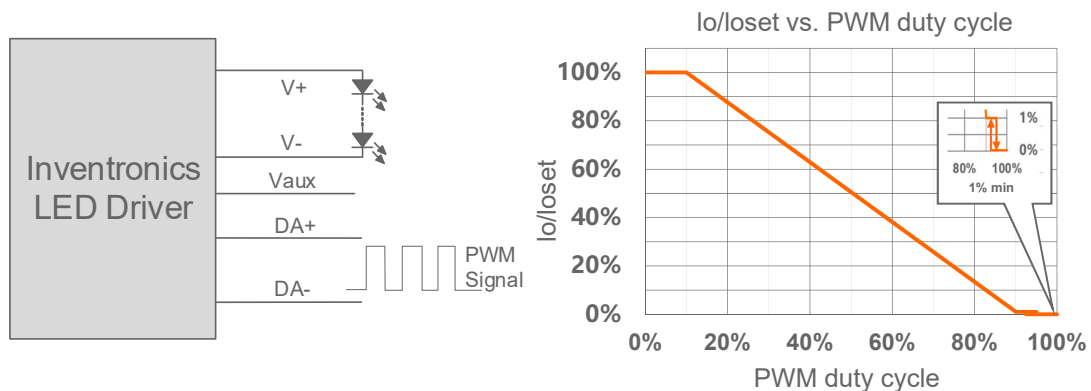 Inventronics
LED Driver
V+
V-
Vaux
DA+
DA-
PWM
Signal
Io/Ioset vs. PWM duty cycle
Io/Ioset
100%
80%
60%
40%
20%
0%
0% 20% 40% 60% 80% 100%
PWM duty cycle
1%
0%
80% 100%
1% min